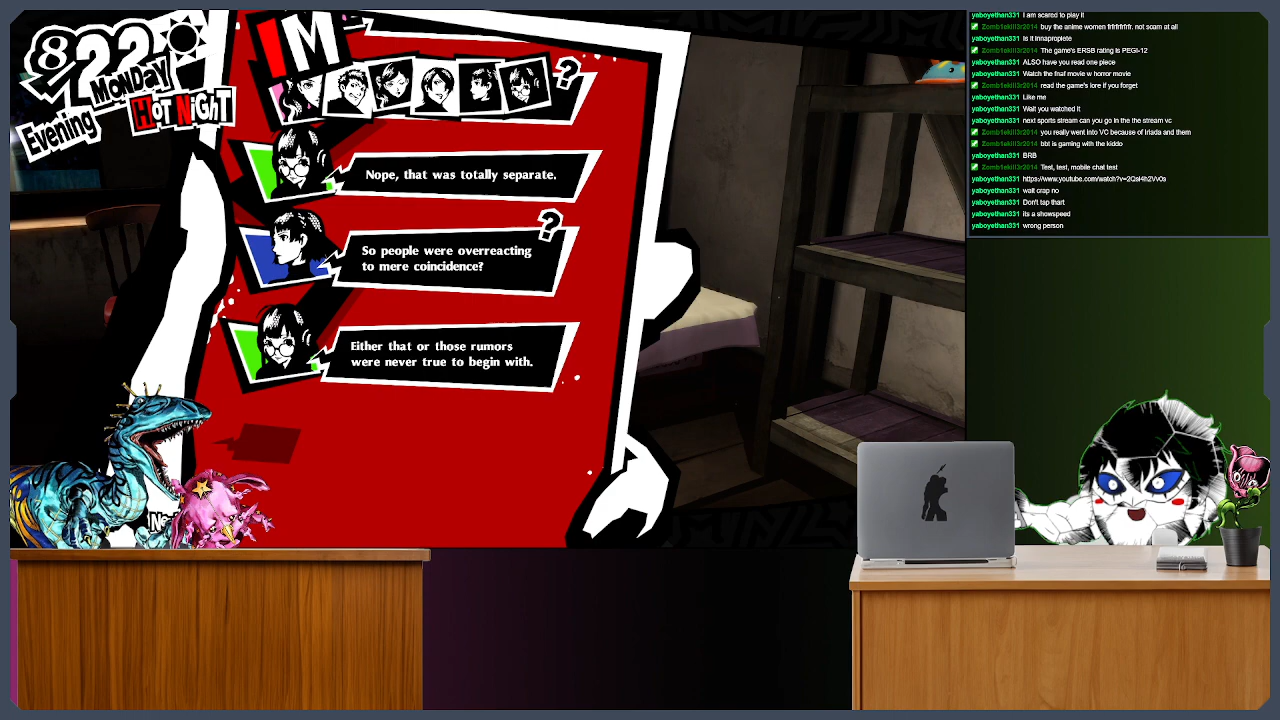 8/22
MONDAY
HOT NIGHT
Evening
IM
?
Nope, that was totally separate.
?
So people were overreacting
to mere coincidence?
Either that or those rumors
were never true to begin with.
yaboyethan331 I am scared to play it
Zomb1ekill3r2014 buy the anime women frfrfrfrfr. not scam at all
yaboyethan331 Is it innaproplete
Zomb1ekill3r2014 The game's ERSB rating is PEGI-12
yaboyethan331 ALSO have you read one piece
yaboyethan331 Watch the fnaf movie w horror movie
Zomb1ekill3r2014 read the game's lore if you forget
yaboyethan331 Like me
yaboyethan331 Wait you watched it
yaboyethan331 next sports stream can you go in the the stream vc
Zomb1ekill3r2014 you really went into VC because of Iriada and them
Zomb1ekill3r2014 bbt is gaming with the kiddo
yaboyethan331 BRB
Zomb1ekill3r2014 Test, test, mobile chat test
yaboyethan331
yaboyethan331 wait crap no
yaboyethan331 Don't tap thart
yaboyethan331 its a showspeed
yaboyethan331 wrong person